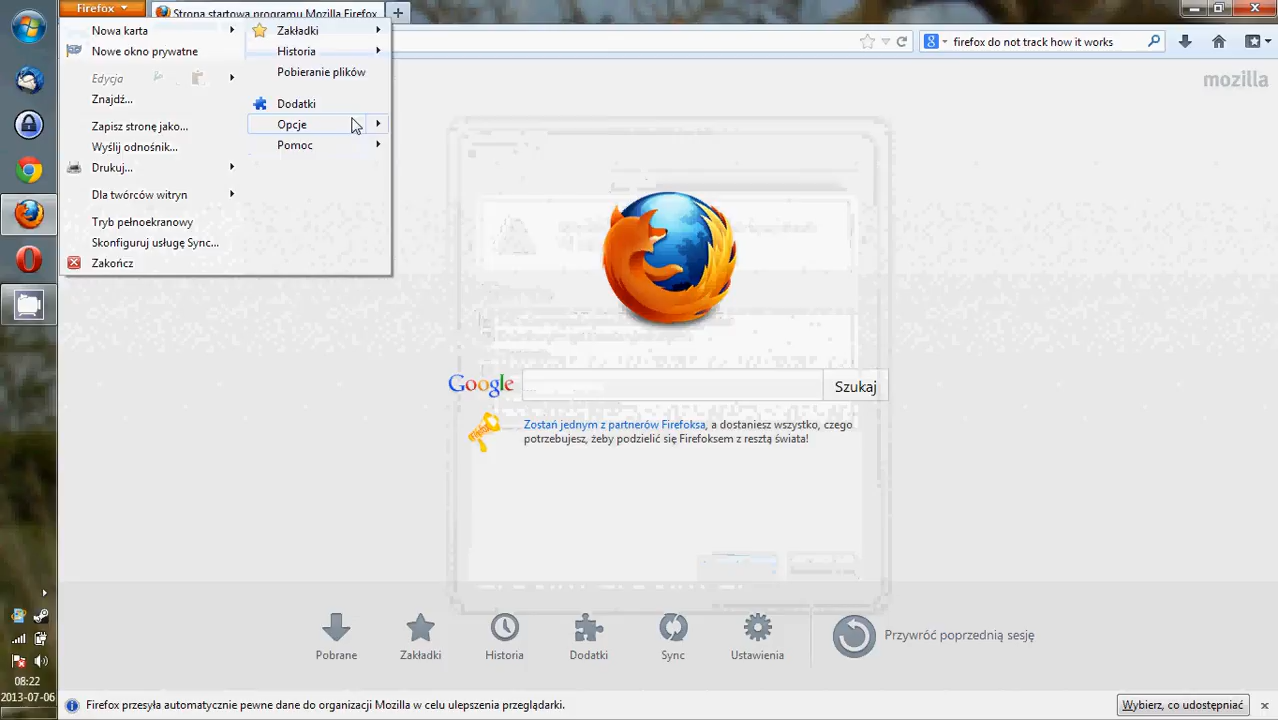 Firefox
Strona startowa programu Mozilla Firefox
firefox do not track how it works
Nowa karta
Nowe okno prywatne
Edycja
Znajdź...
Zapisz stronę jako...
Wyślij odnośnik...
Drukuj...
Dla twórców witryn
Tryb pełnoekranowy
Skonfiguruj usługę Sync...
Zakończ
Zakładki
Historia
Pobieranie plików
Dodatki
Opcje
Pomoc
mozilla
Google
Szukaj
Zostań jednym z partnerów Firefoksa, a dostaniesz wszystko, czego
potrzebujesz, żeby podzielić się Firefoksem z resztą świata!
Pobrane
Zakładki
Historia
Dodatki
Sync
Ustawienia
Przywróć poprzednią sesję
08:22
2013-07-06
Firefox przesyła automatycznie pewne dane do organizacji Mozilla w celu ulepszenia przeglądarki.
Wybierz, co udostępniać